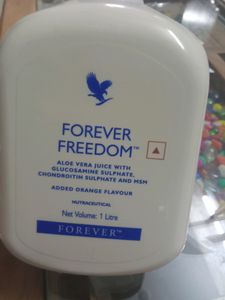 FOREVER
FREEDOM™
ALOE VERA JUICE WITH
GLUCOSAMINE SULPHATE,
CHONDROITIN SULPHATE AND MSM
ADDED ORANGE FLAVOUR
NUTRACEUTICAL
Net Volume: 1 Litre
FOREVER™